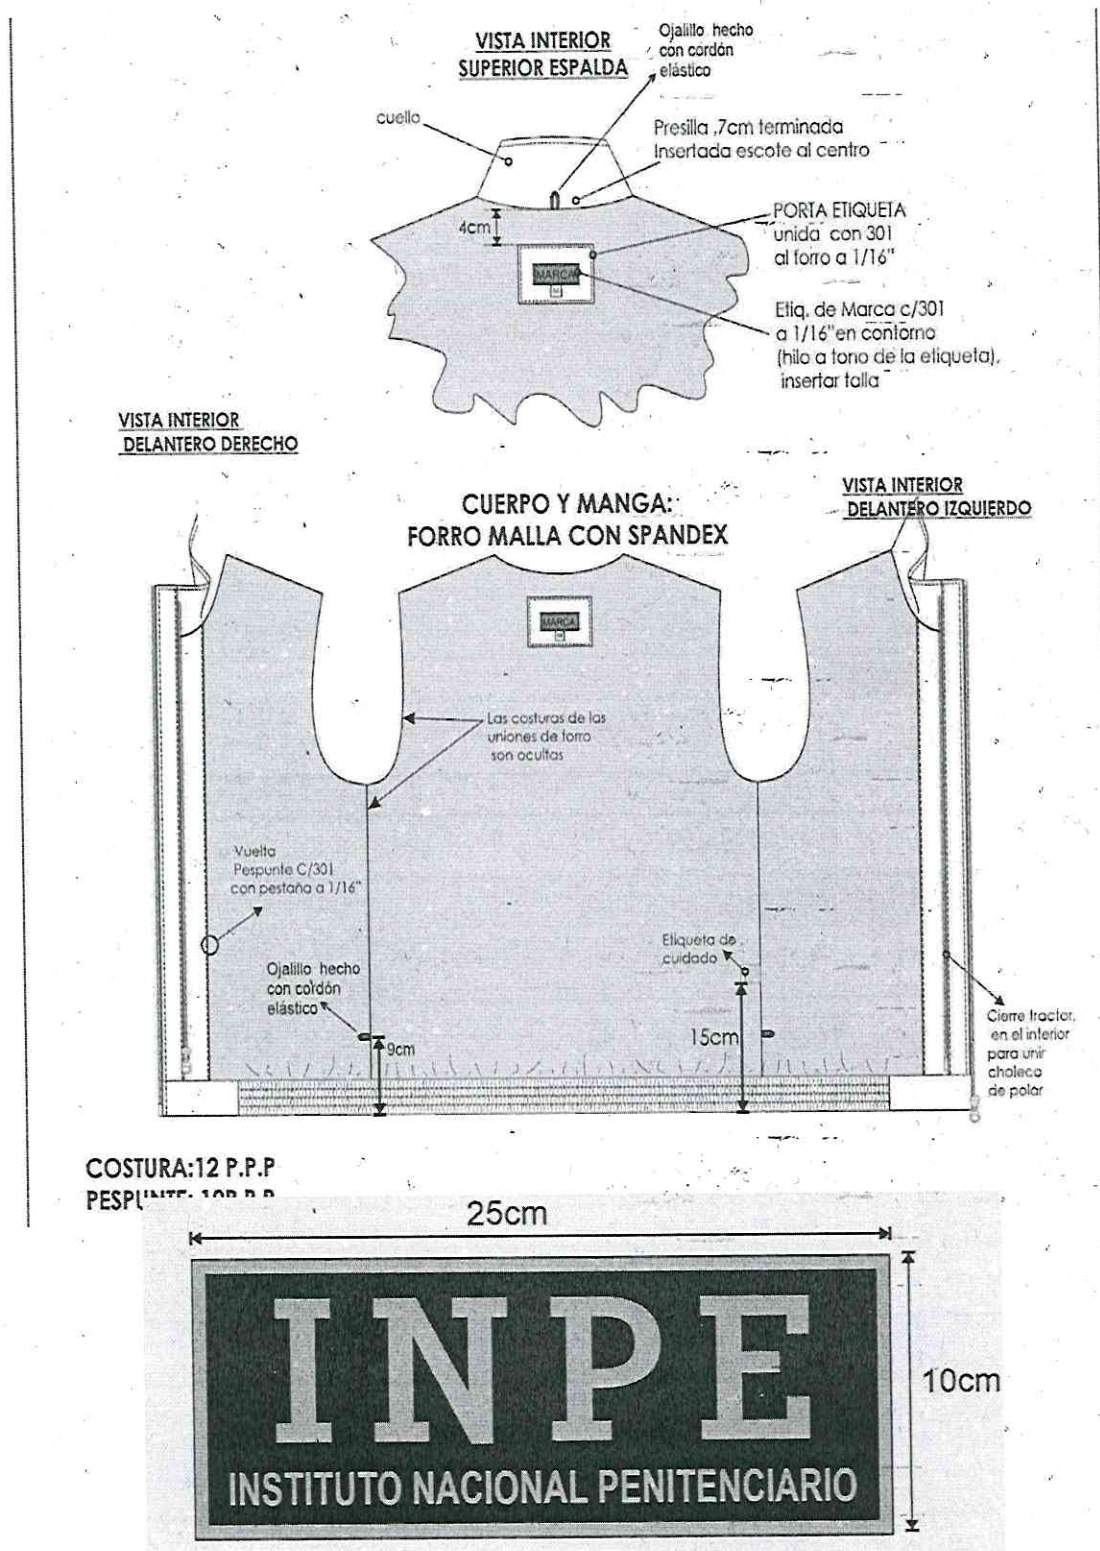 VISTA INTERIOR
SUPERIOR ESPALDA
Ojalillo hecho
con cordón
elástico
cuello
Presilla ,7cm terminada
Insertada escote al centro
4cm
PORTA ETIQUETA
unida con 301
al forro a 1/16"
MARCA
M
Etiq. de Marca c/301
a 1/16"en contorno
(hilo a tono de la etiqueta),
insertar talla
VISTA INTERIOR
DELANTERO DERECHO
CUERPO Y MANGA:
FORRO MALLA CON SPANDEX
VISTA INTERIOR
DELANTERO IZQUIERDO
MARCA
Las costuras de las
uniones de forro
son ocultas
Vuelta
Pespunte C/301
con pestaña a 1/16"
Ojalillo hecho
con cordón
elástico
9cm
Etiqueta de
cuidado
15cm
Cierre tractor,
en el interior
para unir
chaleco
de polar
COSTURA:12 P.P.P
25cm
INPE
INSTITUTO NACIONAL PENITENCIARIO
10cm